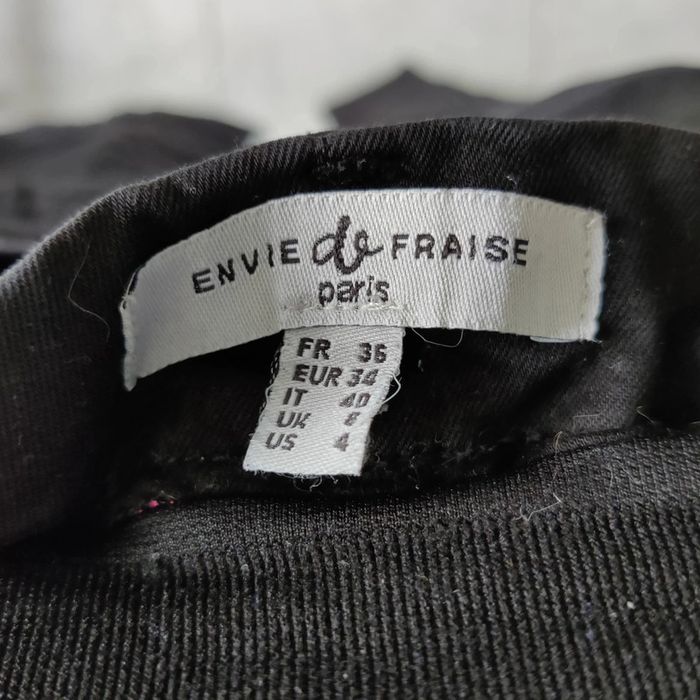 ENVIE de FRAISE
paris
FR 36
EUR 34
IT 40
UK 8
US 4